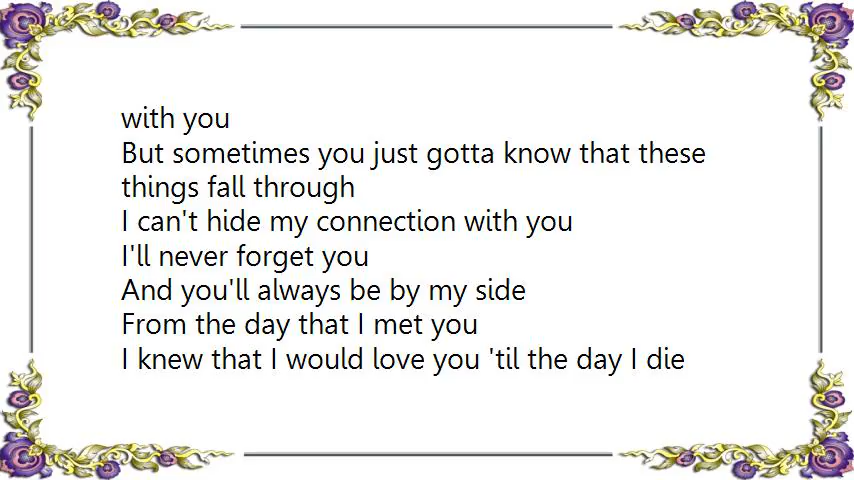 with you
But sometimes you just gotta know that these
things fall through
I can't hide my connection with you
I'll never forget you
And you'll always be by my side
From the day that I met you
I knew that I would love you 'til the day I die